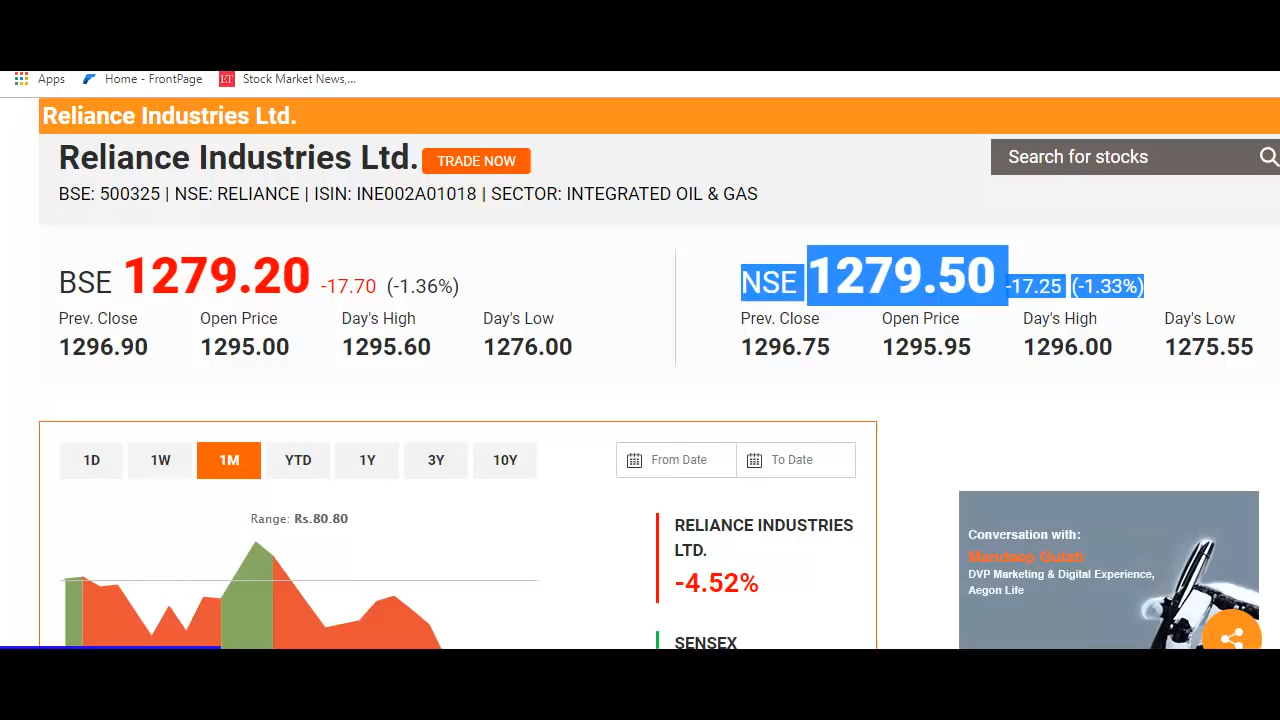 Apps Home - FrontPage ET Stock Market News,...
Reliance Industries Ltd.
Reliance Industries Ltd. TRADE NOW
Search for stocks
BSE: 500325 | NSE: RELIANCE | ISIN: INE002A01018 | SECTOR: INTEGRATED OIL & GAS
BSE 1279.20 -17.70 (-1.36%)
Prev. Close Open Price Day's High Day's Low
1296.90 1295.00 1295.60 1276.00
NSE 1279.50 -17.25 (-1.33%)
Prev. Close Open Price Day's High Day's Low
1296.75 1295.95 1296.00 1275.55
1D 1W 1M YTD 1Y 3Y 10Y
From Date To Date
Range: Rs.80.80
RELIANCE INDUSTRIES
LTD.
-4.52%
SENSEX
Conversation with:
Mandeep Gulati
DVP Marketing & Digital Experience,
Aegon Life